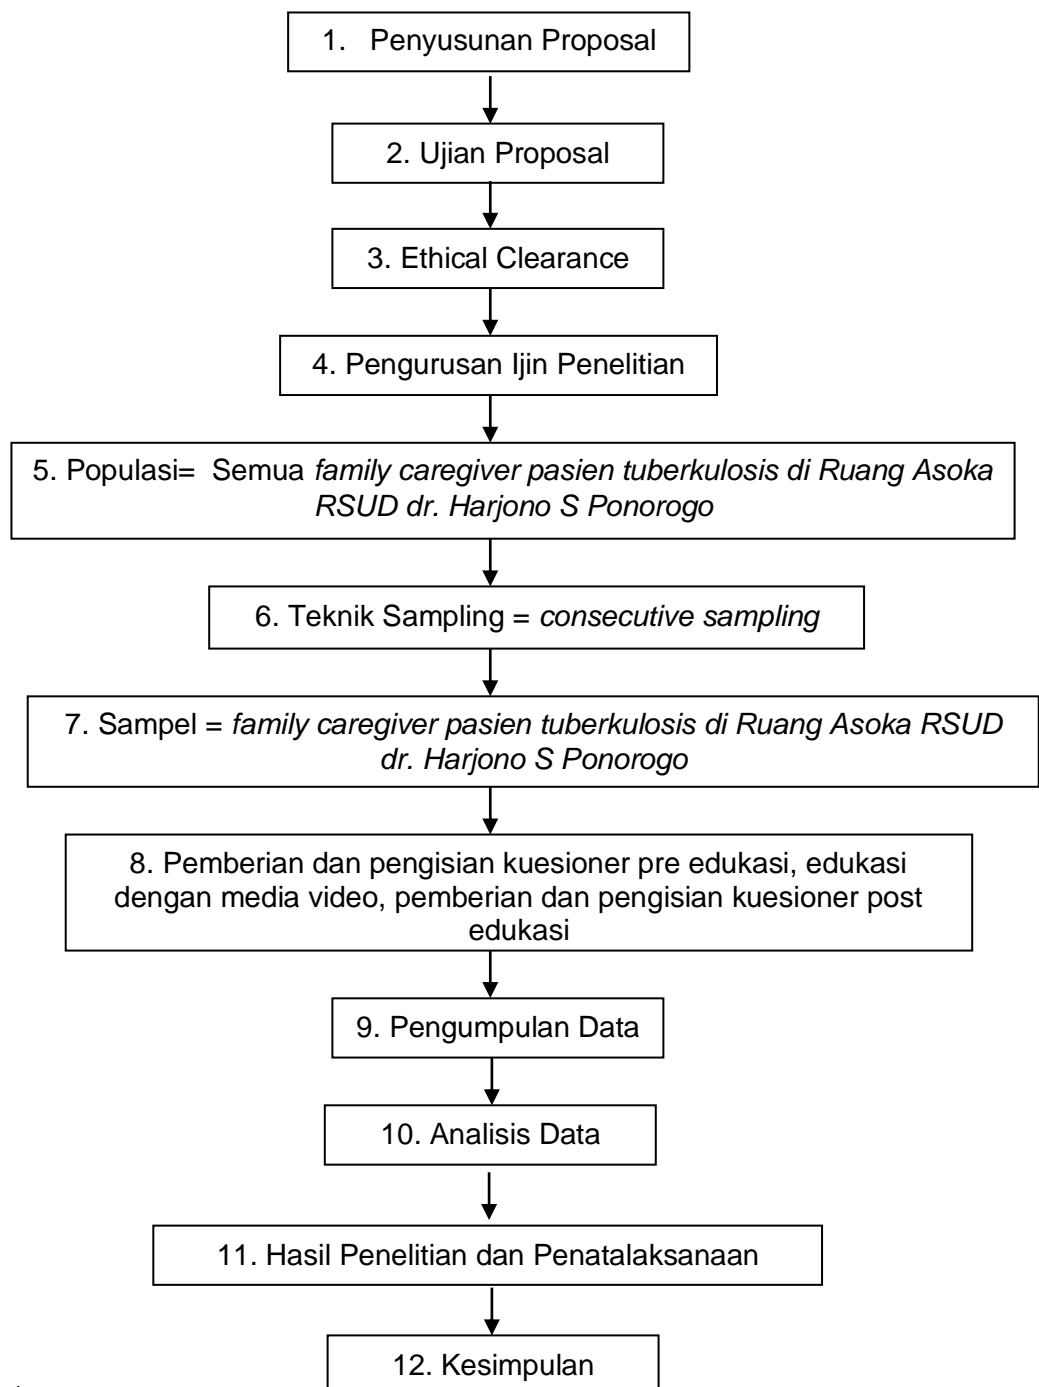 1. Penyusunan Proposal
2. Ujian Proposal
3. Ethical Clearance
4. Pengurusan Ijin Penelitian
5. Populasi= Semua family caregiver pasien tuberkulosis di Ruang Asoka
RSUD dr. Harjono S Ponorogo
6. Teknik Sampling = consecutive sampling
7. Sampel = family caregiver pasien tuberkulosis di Ruang Asoka RSUD
dr. Harjono S Ponorogo
8. Pemberian dan pengisian kuesioner pre edukasi, edukasi
dengan media video, pemberian dan pengisian kuesioner post
edukasi
9. Pengumpulan Data
10. Analisis Data
11. Hasil Penelitian dan Penatalaksanaan
12. Kesimpulan